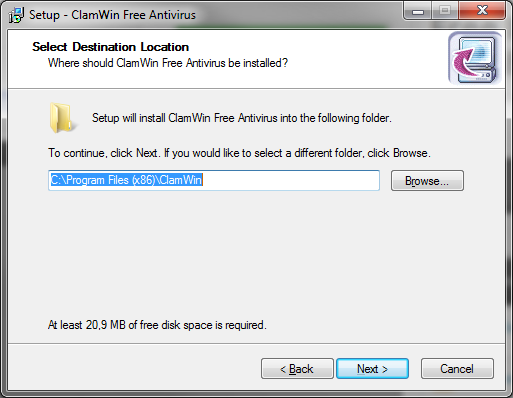 Setup - ClamWin Free Antivirus
Select Destination Location
Where should ClamWin Free Antivirus be installed?
Setup will install ClamWin Free Antivirus into the following folder.
To continue, click Next. If you would like to select a different folder, click Browse.
C:\Program Files (x86)\ClamWin
Browse...
At least 20,9 MB of free disk space is required.
< Back
Next >
Cancel